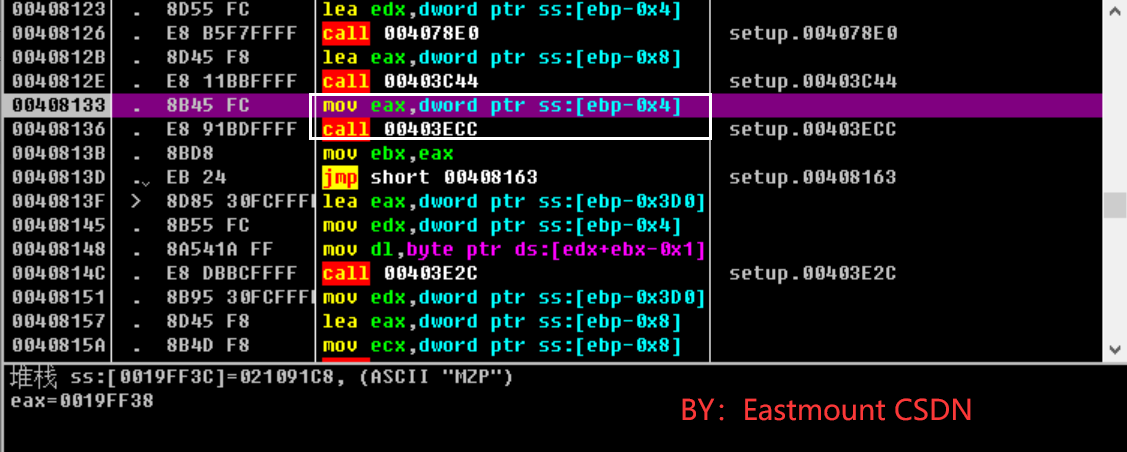 00408123 . 8D55 FC lea edx,dword ptr ss:[ebp-0x4]
00408126 . E8 B5F7FFFF call 004078E0 setup.004078E0
0040812B . 8D45 F8 lea eax,dword ptr ss:[ebp-0x8]
0040812E . E8 11BBFFFF call 00403C44 setup.00403C44
00408133 . 8B45 FC mov eax,dword ptr ss:[ebp-0x4]
00408136 . E8 91BDFFFF call 00403ECC setup.00403ECC
0040813B . 8BD8 mov ebx,eax
0040813D . EB 24 jmp short 00408163 setup.00408163
0040813F > 8D85 30FCFFF lea eax,dword ptr ss:[ebp-0x3D0]
00408145 . 8B55 FC mov edx,dword ptr ss:[ebp-0x4]
00408148 . 8A541A FF mov dl,byte ptr ds:[edx+ebx-0x1]
0040814C . E8 DBBCFFFF call 00403E2C setup.00403E2C
00408151 . 8B95 30FCFFF mov edx,dword ptr ss:[ebp-0x3D0]
00408157 . 8D45 F8 lea eax,dword ptr ss:[ebp-0x8]
0040815A . 8B4D F8 mov ecx,dword ptr ss:[ebp-0x8]
堆栈 ss:[0019FF3C]=021091C8, (ASCII "MZP")
eax=0019FF38
BY：Eastmount CSDN